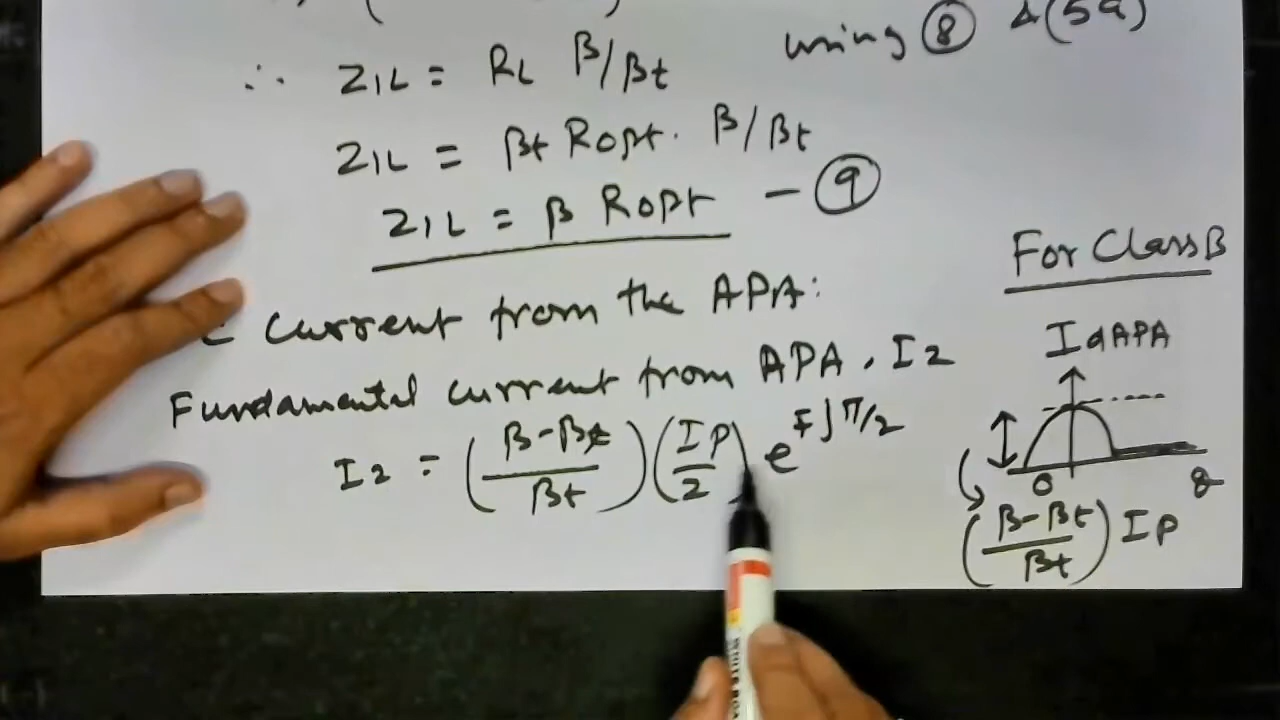 using ⑧ & (5a)
∴ Z1L = RL β/βt
Z1L = βt Ropt. β/βt
Z1L = β Ropt - ⑨
Current from the APA:
Fundamental current from APA, I2
I2 = ((β-βt)/βt) (IP/2) e^∓jπ/2
For Class B
IdAPA
0 θ
((β-βt)/βt) IP